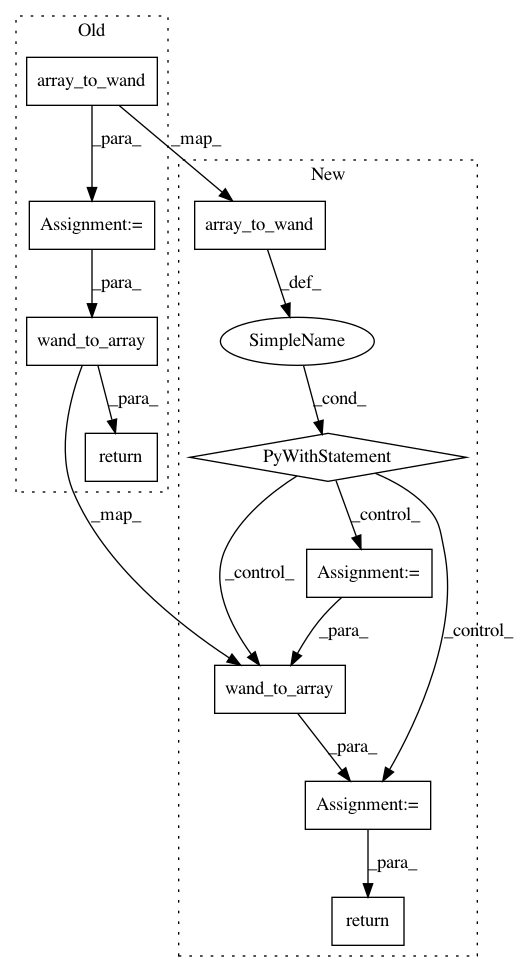 Old
array_to_wand
_para_
_map_
New
Assignment:=
array_to_wand
_para_
_def_
wand_to_array
SimpleName
_para_
_cond_
return
PyWithStatement
_map_
_control_
_control_
Assignment:=
_control_
_para_
wand_to_array
_para_
Assignment:=
_para_
return